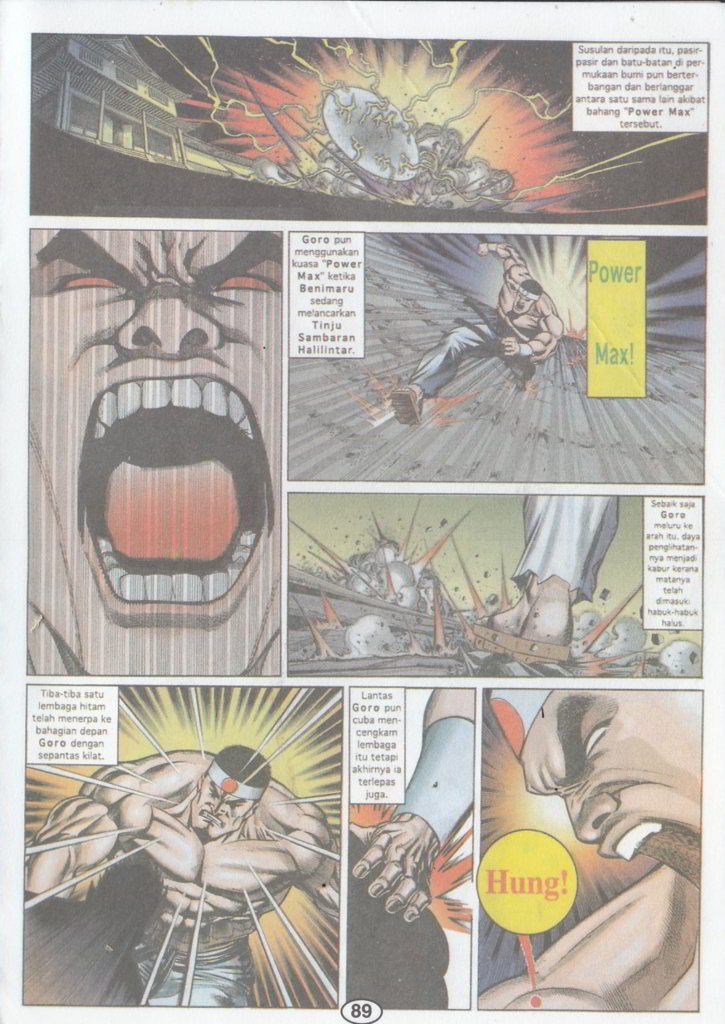 Susulan daripada itu, pasir-
pasir dan batu-batan di per-
mukaan bumi pun berter-
bangan dan berlanggar
antara satu sama lain akibat
bahang "Power Max"
tersebut.
Goro pun
menggunakan
kuasa "Power
Max" ketika
Benimaru
sedang
melancarkan
Tinju
Sambaran
Halilintar.
Power
Max!
Sebaik saja
Goro
meluru ke
arah itu, daya
penglihatan-
nya menjadi
kabur kerana
matanya
telah
dimasuki
habuk-habuk
halus.
Tiba-tiba satu
lembaga hitam
telah menerpa ke
bahagian depan
Goro dengan
sepantas kilat.
Lantas
Goro pun
cuba men-
cengkam
lembaga
itu tetapi
akhirnya ia
terlepas
juga.
Hung!
89